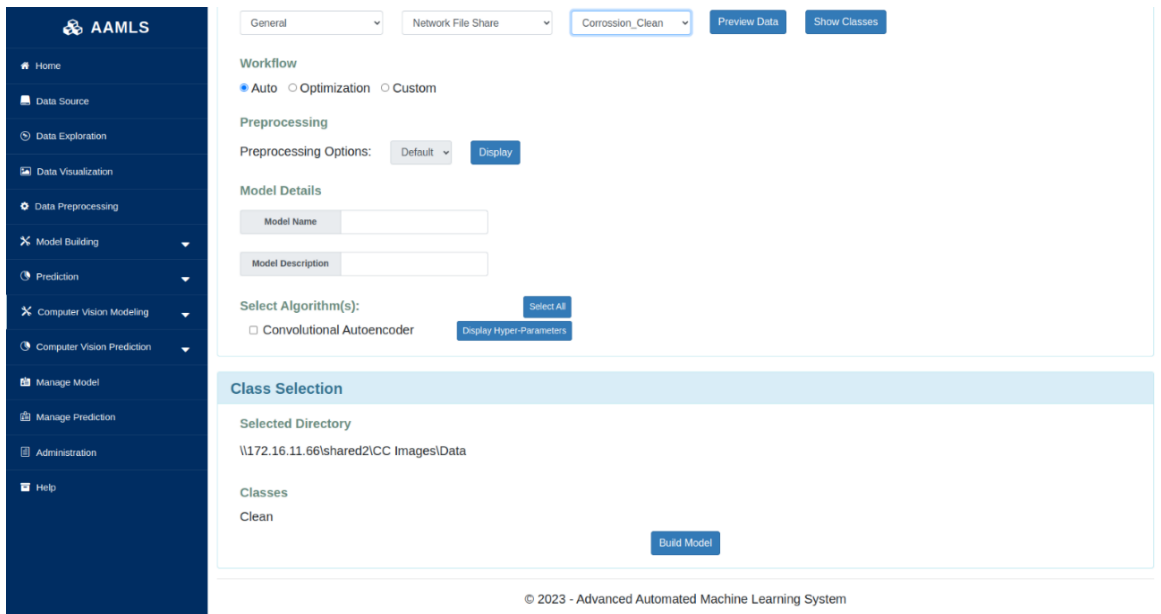 AAMLS
Home
Data Source
Data Exploration
Data Visualization
Data Preprocessing
Model Building
Prediction
Computer Vision Modeling
Computer Vision Prediction
Manage Model
Manage Prediction
Administration
Help
General Network File Share Corrossion_Clean Preview Data Show Classes
Workflow
Auto Optimization Custom
Preprocessing
Preprocessing Options: Default Display
Model Details
Model Name
Model Description
Select Algorithm(s): Select All
Convolutional Autoencoder Display Hyper-Parameters
Class Selection
Selected Directory
\\172.16.11.66\shared2\CC Images\Data
Classes
Clean
Build Model
© 2023 - Advanced Automated Machine Learning System